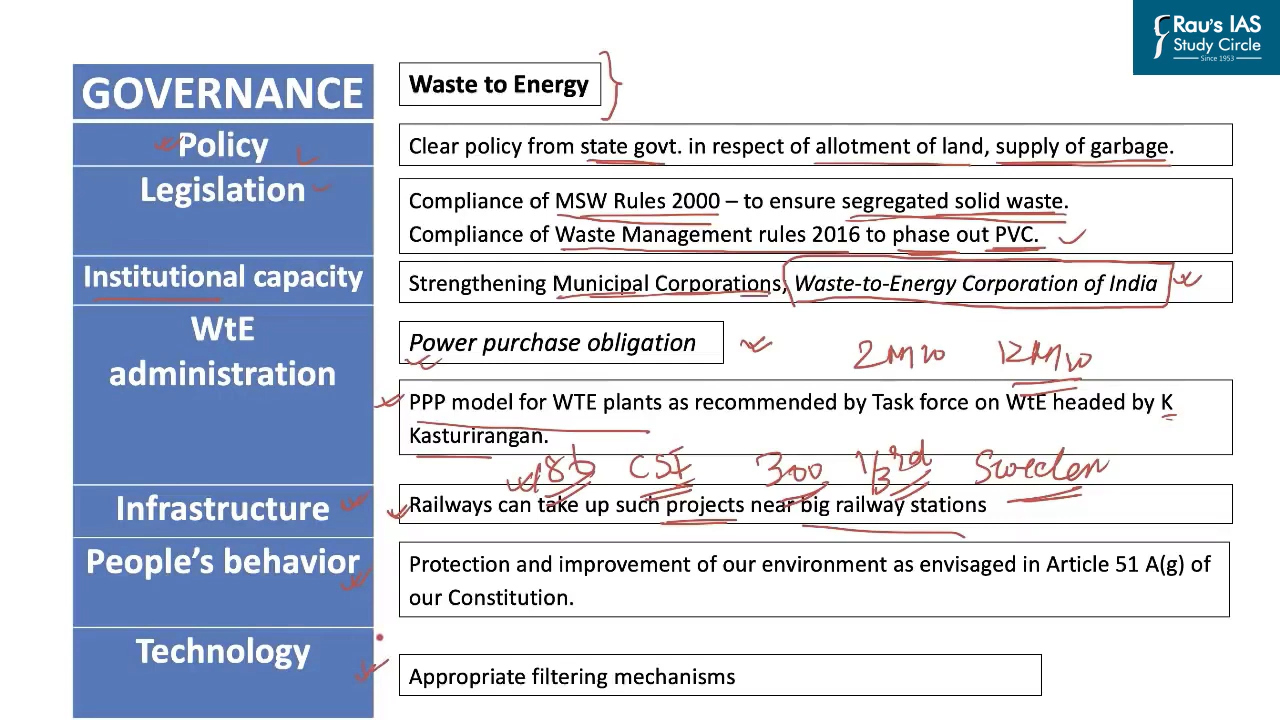 Rau's IAS
Study Circle
Since 1953
GOVERNANCE
Waste to Energy
Policy
Clear policy from state govt. in respect of allotment of land, supply of garbage.
Legislation
Compliance of MSW Rules 2000 – to ensure segregated solid waste.
Compliance of Waste Management rules 2016 to phase out PVC.
Institutional capacity
Strengthening Municipal Corporations, Waste-to-Energy Corporation of India
WtE
administration
Power purchase obligation
2MW 12MW
PPP model for WTE plants as recommended by Task force on WtE headed by K
Kasturirangan.
300 1/3rd Sweden
Infrastructure
Railways can take up such projects near big railway stations
People's behavior
Protection and improvement of our environment as envisaged in Article 51 A(g) of
our Constitution.
Technology
Appropriate filtering mechanisms